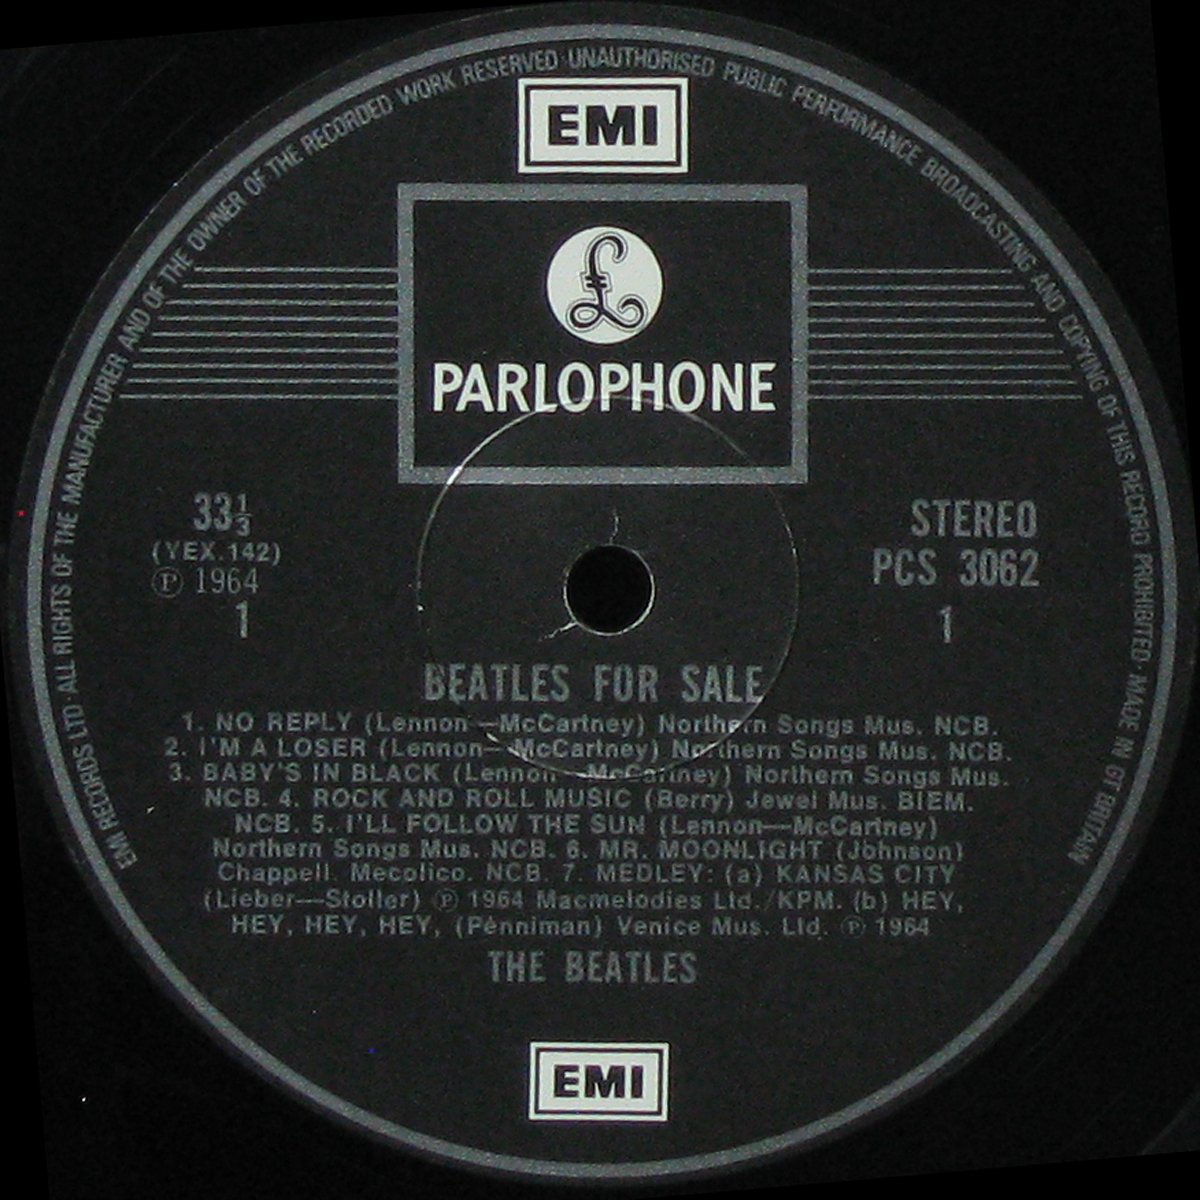 EMI RECORDS LTD · ALL RIGHTS OF THE MANUFACTURER AND OF THE OWNER OF THE RECORDED WORK RESERVED · UNAUTHORISED PUBLIC PERFORMANCE BROADCASTING AND COPYING OF THIS RECORD PROHIBITED · MADE IN GT BRITAIN
EMI
£
PARLOPHONE
33 1/3
(YEX.142)
Ⓟ 1964
1
STEREO
PCS 3062
1
BEATLES FOR SALE
1. NO REPLY (Lennon—McCartney) Northern Songs Mus. NCB.
2. I'M A LOSER (Lennon—McCartney) Northern Songs Mus. NCB.
3. BABY'S IN BLACK (Lennon—McCartney) Northern Songs Mus.
NCB. 4. ROCK AND ROLL MUSIC (Berry) Jewel Mus. BIEM.
NCB. 5. I'LL FOLLOW THE SUN (Lennon—McCartney)
Northern Songs Mus. NCB. 6. MR. MOONLIGHT (Johnson)
Chappell. Mecolico. NCB. 7. MEDLEY: (a) KANSAS CITY
(Lieber—Stoller) Ⓟ 1964 Macmelodies Ltd./KPM. (b) HEY,
HEY, HEY, HEY, (Penniman) Venice Mus. Ltd. Ⓟ 1964
THE BEATLES
EMI